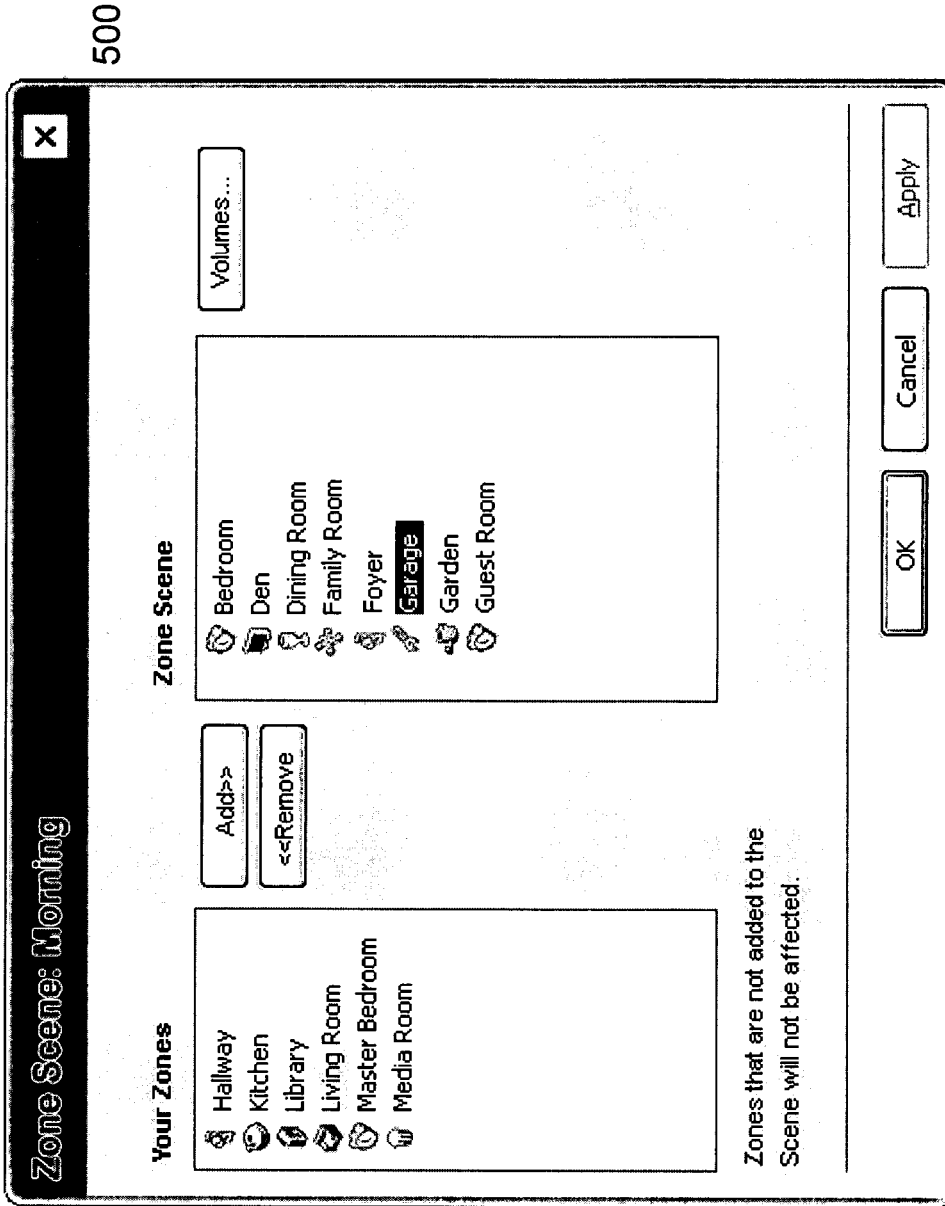 500
Zone Scene: Morning
X
Your Zones
Hallway
Kitchen
Library
Living Room
Master Bedroom
Media Room
Add>>
<<Remove
Zone Scene
Bedroom
Den
Dining Room
Family Room
Foyer
Garage
Garden
Guest Room
Volumes...
Zones that are not added to the
Scene will not be affected.
OK
Cancel
Apply